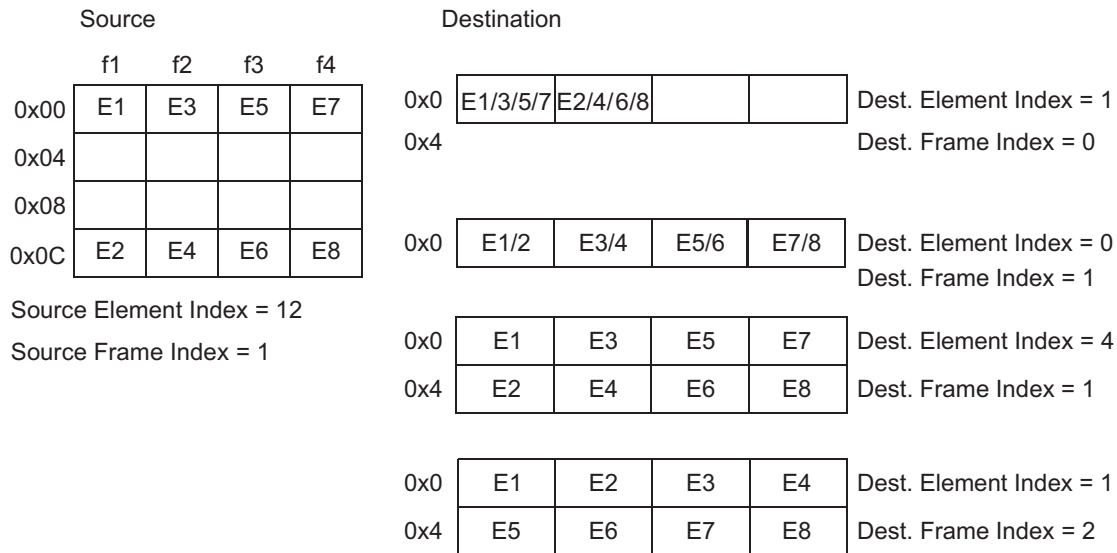 Source
f1 f2 f3 f4
0x00 E1 E3 E5 E7
0x04
0x08
0x0C E2 E4 E6 E8
Source Element Index = 12
Source Frame Index = 1
Destination
0x0 E1/3/5/7 E2/4/6/8 Dest. Element Index = 1
0x4 Dest. Frame Index = 0
0x0 E1/2 E3/4 E5/6 E7/8 Dest. Element Index = 0
Dest. Frame Index = 1
0x0 E1 E3 E5 E7 Dest. Element Index = 4
0x4 E2 E4 E6 E8 Dest. Frame Index = 1
0x0 E1 E2 E3 E4 Dest. Element Index = 1
0x4 E5 E6 E7 E8 Dest. Frame Index = 2